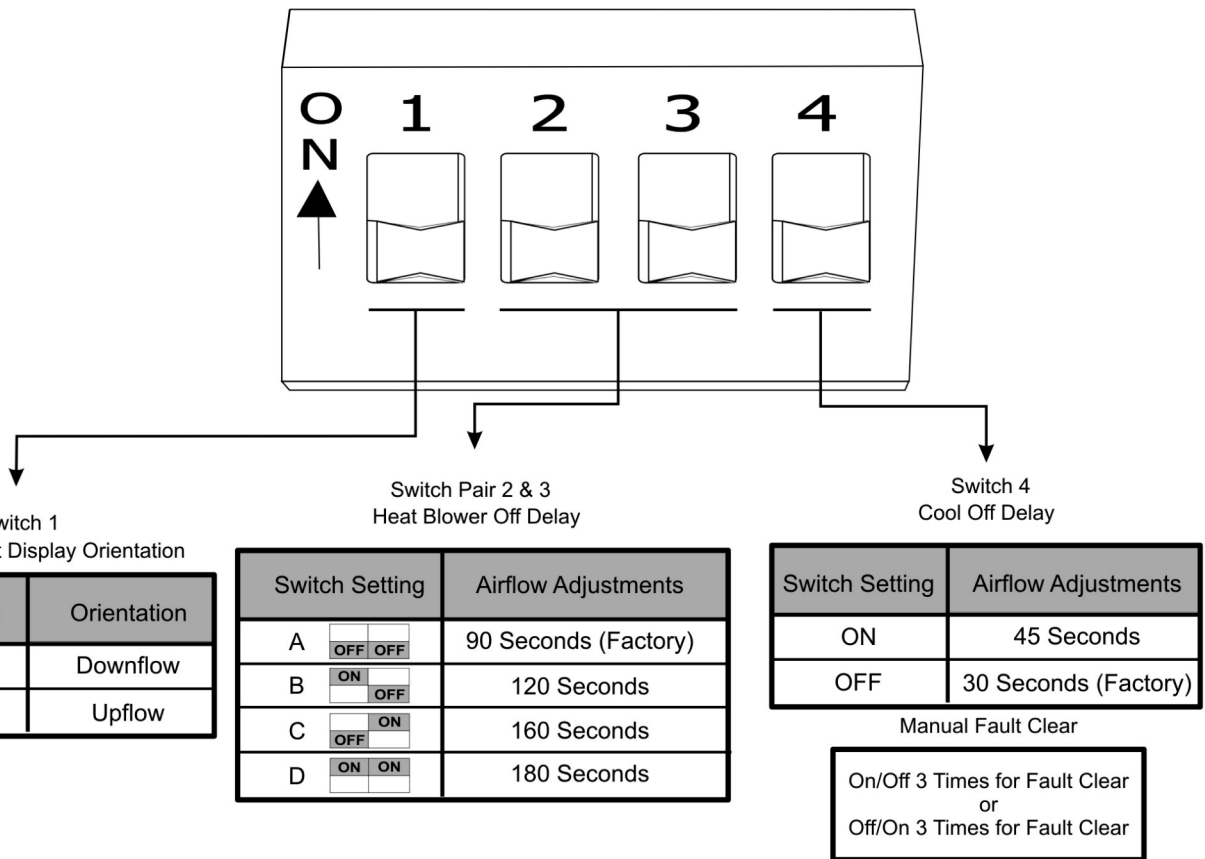 O
N
1 2 3 4
Switch Pair 2 & 3
Heat Blower Off Delay
Switch 4
Cool Off Delay
1
Display Orientation
Orientation
Downflow
Upflow
Switch Setting Airflow Adjustments
A OFF OFF 90 Seconds (Factory)
B ON OFF 120 Seconds
C OFF ON 160 Seconds
D ON ON 180 Seconds
Switch Setting Airflow Adjustments
ON 45 Seconds
OFF 30 Seconds (Factory)
Manual Fault Clear
On/Off 3 Times for Fault Clear
or
Off/On 3 Times for Fault Clear